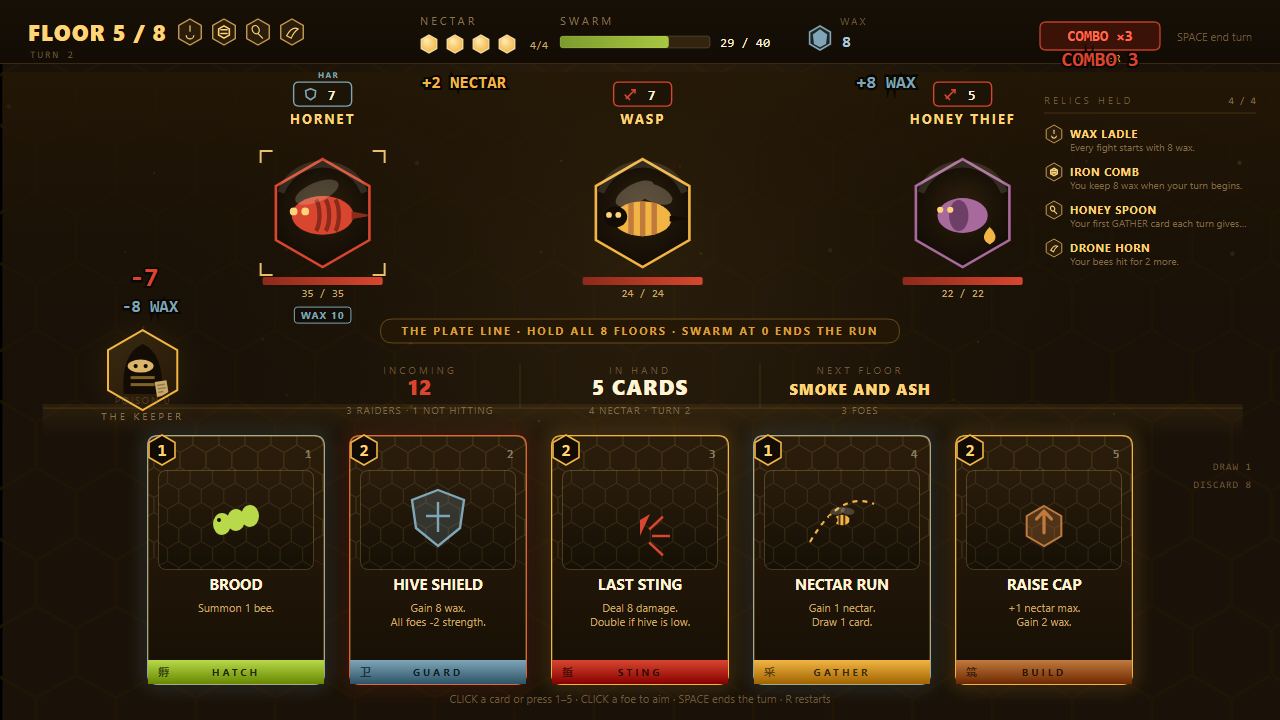 FLOOR 5 / 8
TURN 2
NECTAR
4/4
SWARM
29 / 40
WAX
8
COMBO ×3
COMBO 3
SPACE end turn
+2 NECTAR
+8 WAX
HAR
7
HORNET
7
WASP
5
HONEY THIEF
35 / 35
WAX 10
24 / 24
22 / 22
RELICS HELD
4 / 4
WAX LADLE
Every fight starts with 8 wax.
IRON COMB
You keep 8 wax when your turn begins.
HONEY SPOON
Your first GATHER card each turn gives...
DRONE HORN
Your bees hit for 2 more.
-7
-8 WAX
THE KEEPER
THE PLATE LINE · HOLD ALL 8 FLOORS · SWARM AT 0 ENDS THE RUN
INCOMING
12
3 RAIDERS · 1 NOT HITTING
IN HAND
5 CARDS
4 NECTAR · TURN 2
NEXT FLOOR
SMOKE AND ASH
3 FOES
1
1
BROOD
Summon 1 bee.
HATCH
2
2
HIVE SHIELD
Gain 8 wax.
All foes -2 strength.
卫 GUARD
2
3
LAST STING
Deal 8 damage.
Double if hive is low.
STING
1
4
NECTAR RUN
Gain 1 nectar.
Draw 1 card.
采 GATHER
2
5
RAISE CAP
+1 nectar max.
Gain 2 wax.
筑 BUILD
DRAW 1
DISCARD 8
CLICK a card or press 1–5 · CLICK a foe to aim · SPACE ends the turn · R restarts